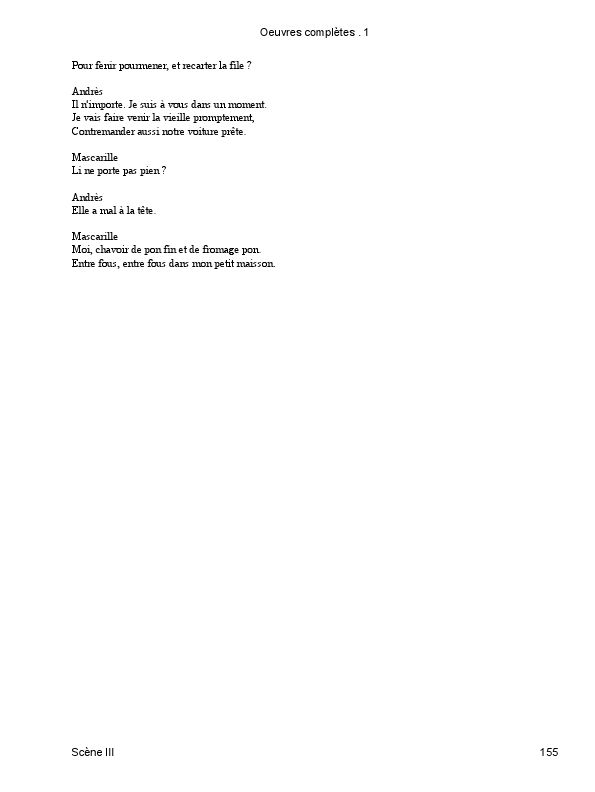 Oeuvres complètes . 1
Pour fenir pourmener, et recarter la file ?
Andrès
Il n'importe. Je suis à vous dans un moment.
Je vais faire venir la vieille promptement,
Contremander aussi notre voiture prête.
Mascarille
Li ne porte pas pien ?
Andrès
Elle a mal à la tête.
Mascarille
Moi, chavoir de pon fin et de fromage pon.
Entre fous, entre fous dans mon petit maisson.
Scène III
155